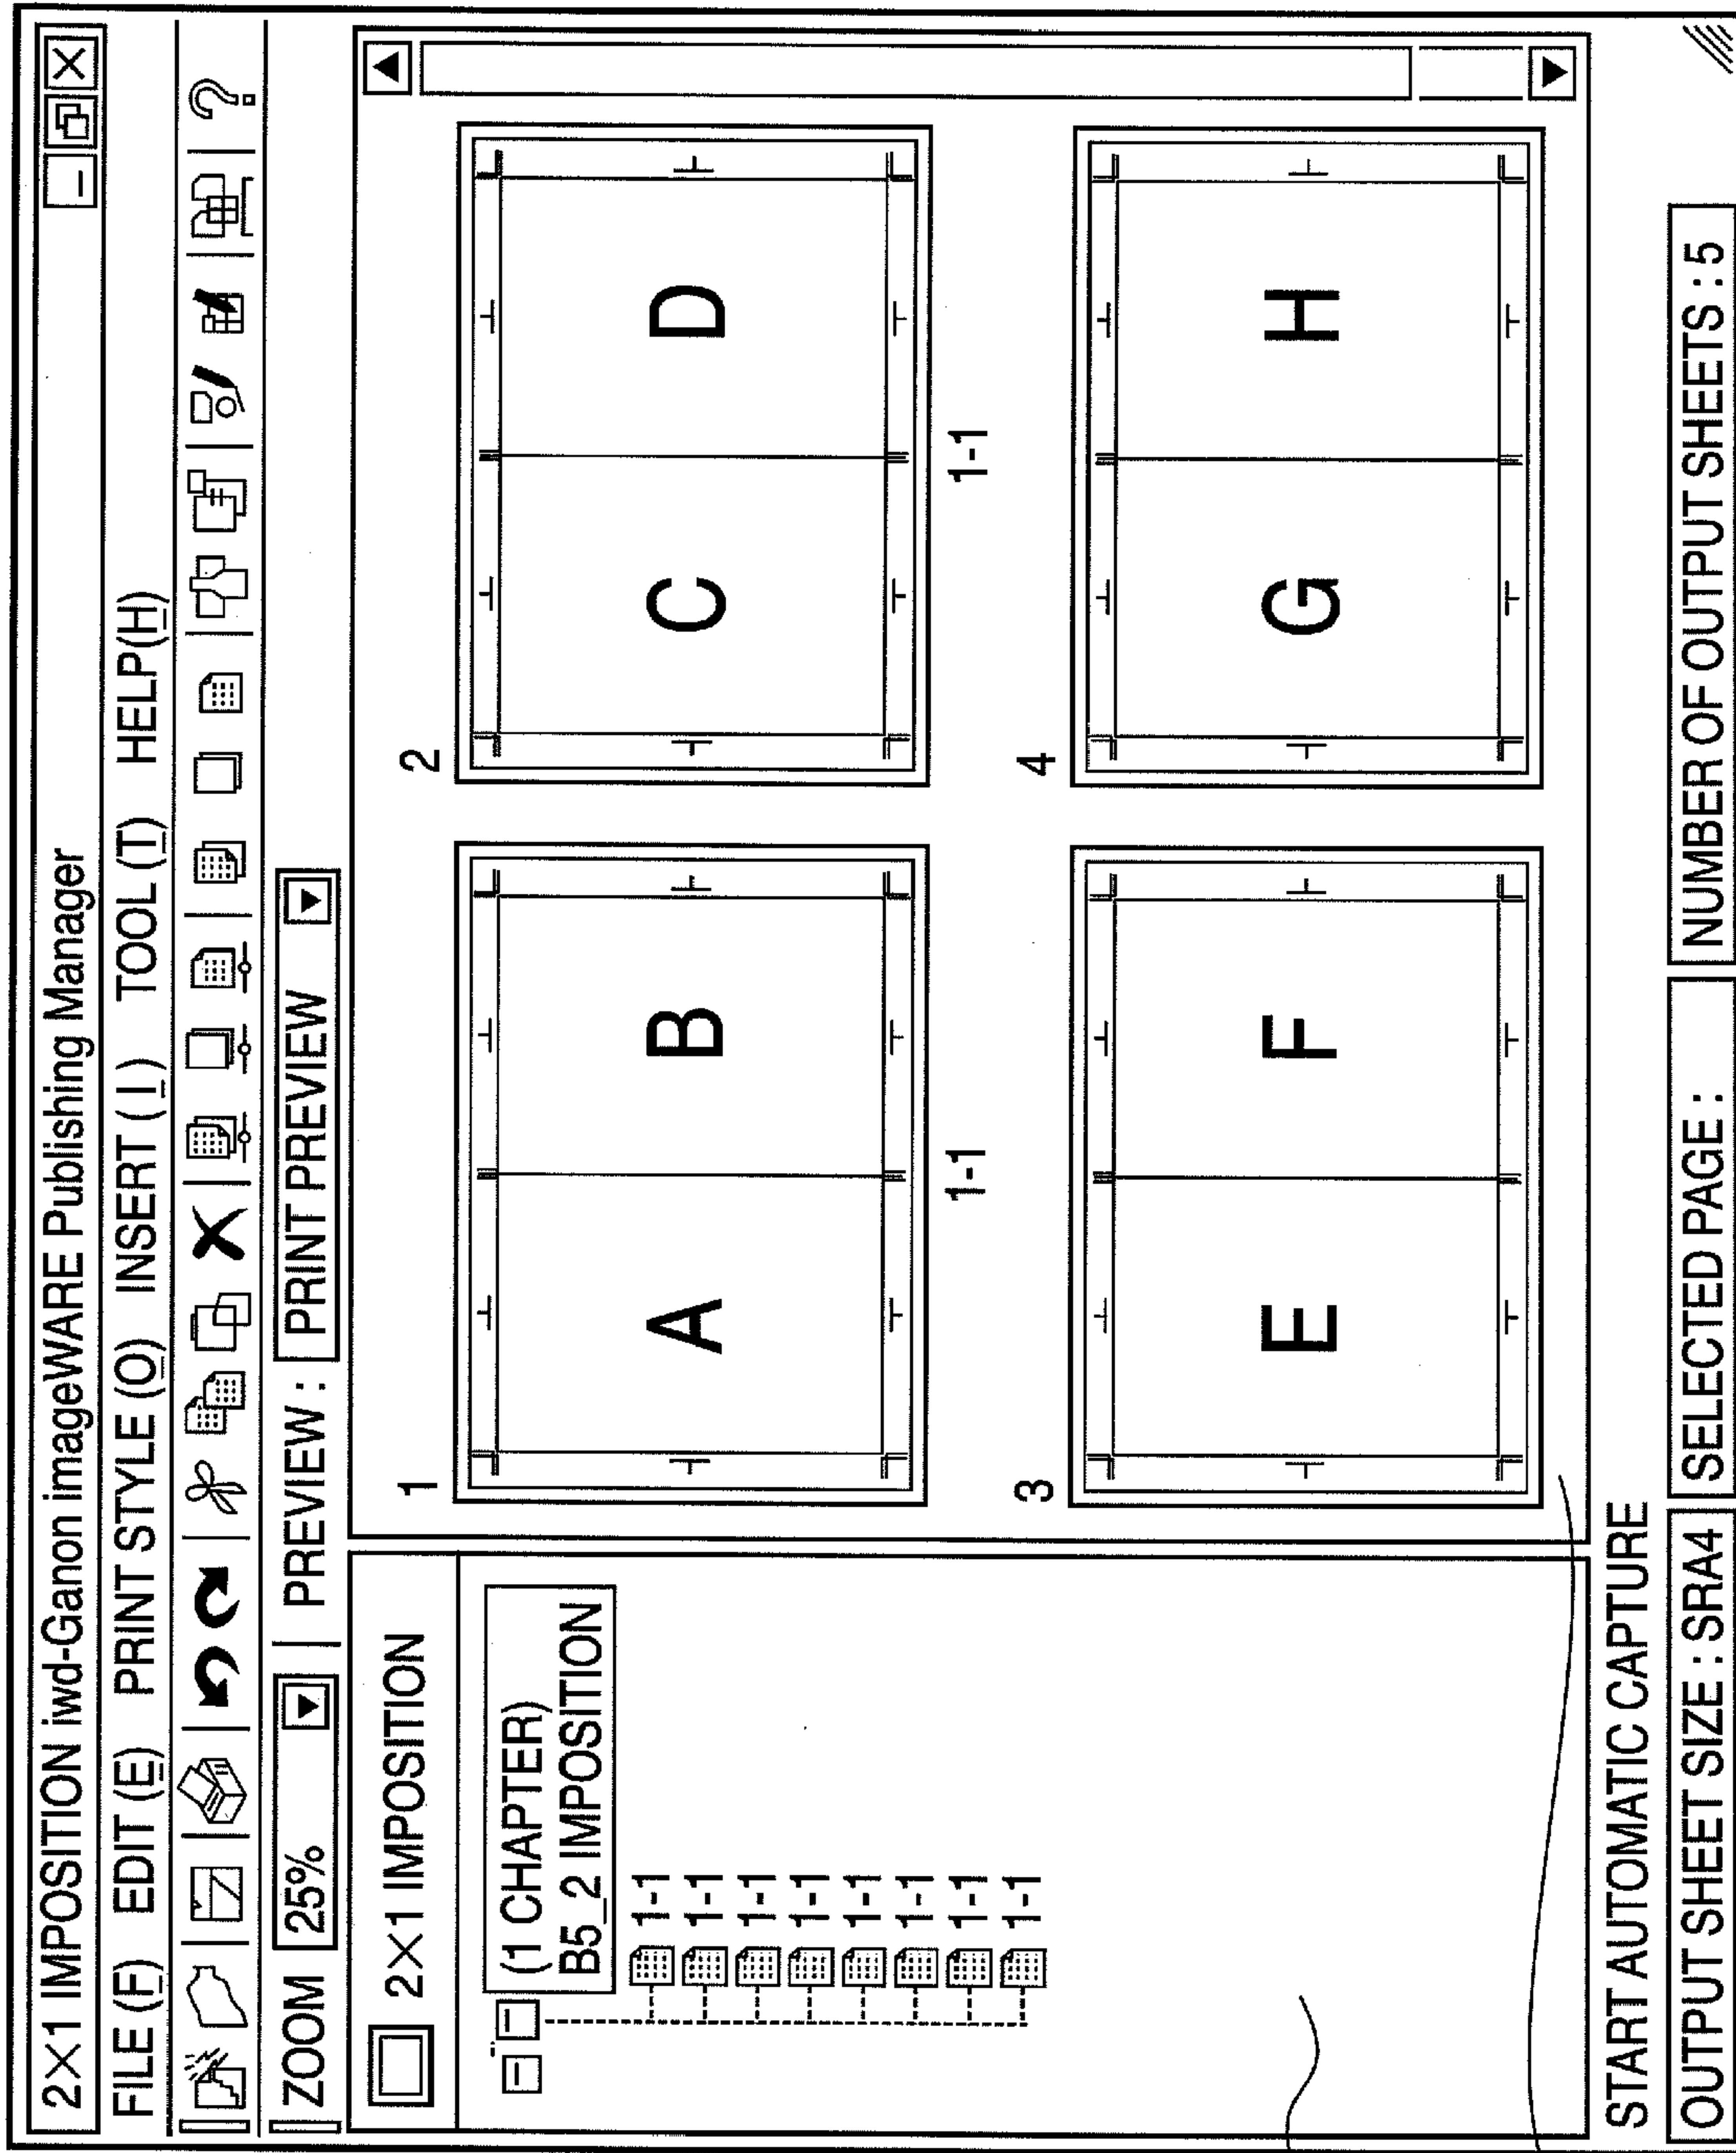 2×1 IMPOSITION iwd-Ganon imageWARE Publishing Manager
FILE (F) EDIT (E) PRINT STYLE (O) INSERT ( I ) TOOL (T) HELP(H)
ZOOM 25% PREVIEW : PRINT PREVIEW
2×1 IMPOSITION
(1 CHAPTER)
B5_2 IMPOSITION
1-1
1-1
1-1
1-1
1-1
1-1
1-1
1-1
1 2
A B C D
1-1 1-1
3 4
E F G H
START AUTOMATIC CAPTURE
OUTPUT SHEET SIZE : SRA4 SELECTED PAGE : NUMBER OF OUTPUT SHEETS : 5